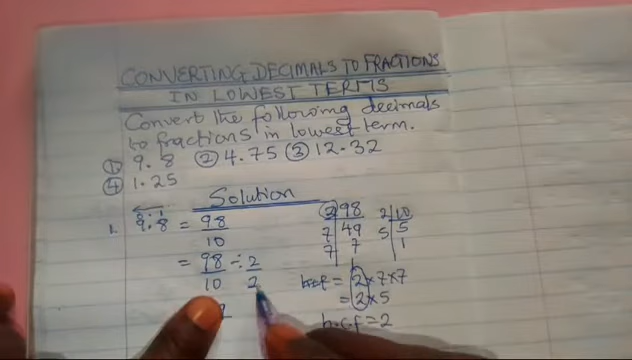 CONVERTING DECIMALS TO FRACTIONS
IN LOWEST TERMS
Convert the following decimals
to fractions in lowest term.
① 9.8 ② 4.75 ③ 12.32
④ 1.25
Solution
1. 9.8 = 98/10
= 98/10 ÷ 2/2
2 | 98
7 | 49
7 | 7
1
2 | 10
5 | 5
1
hcf = 2×7×7
= 2×5
h.c.f = 2